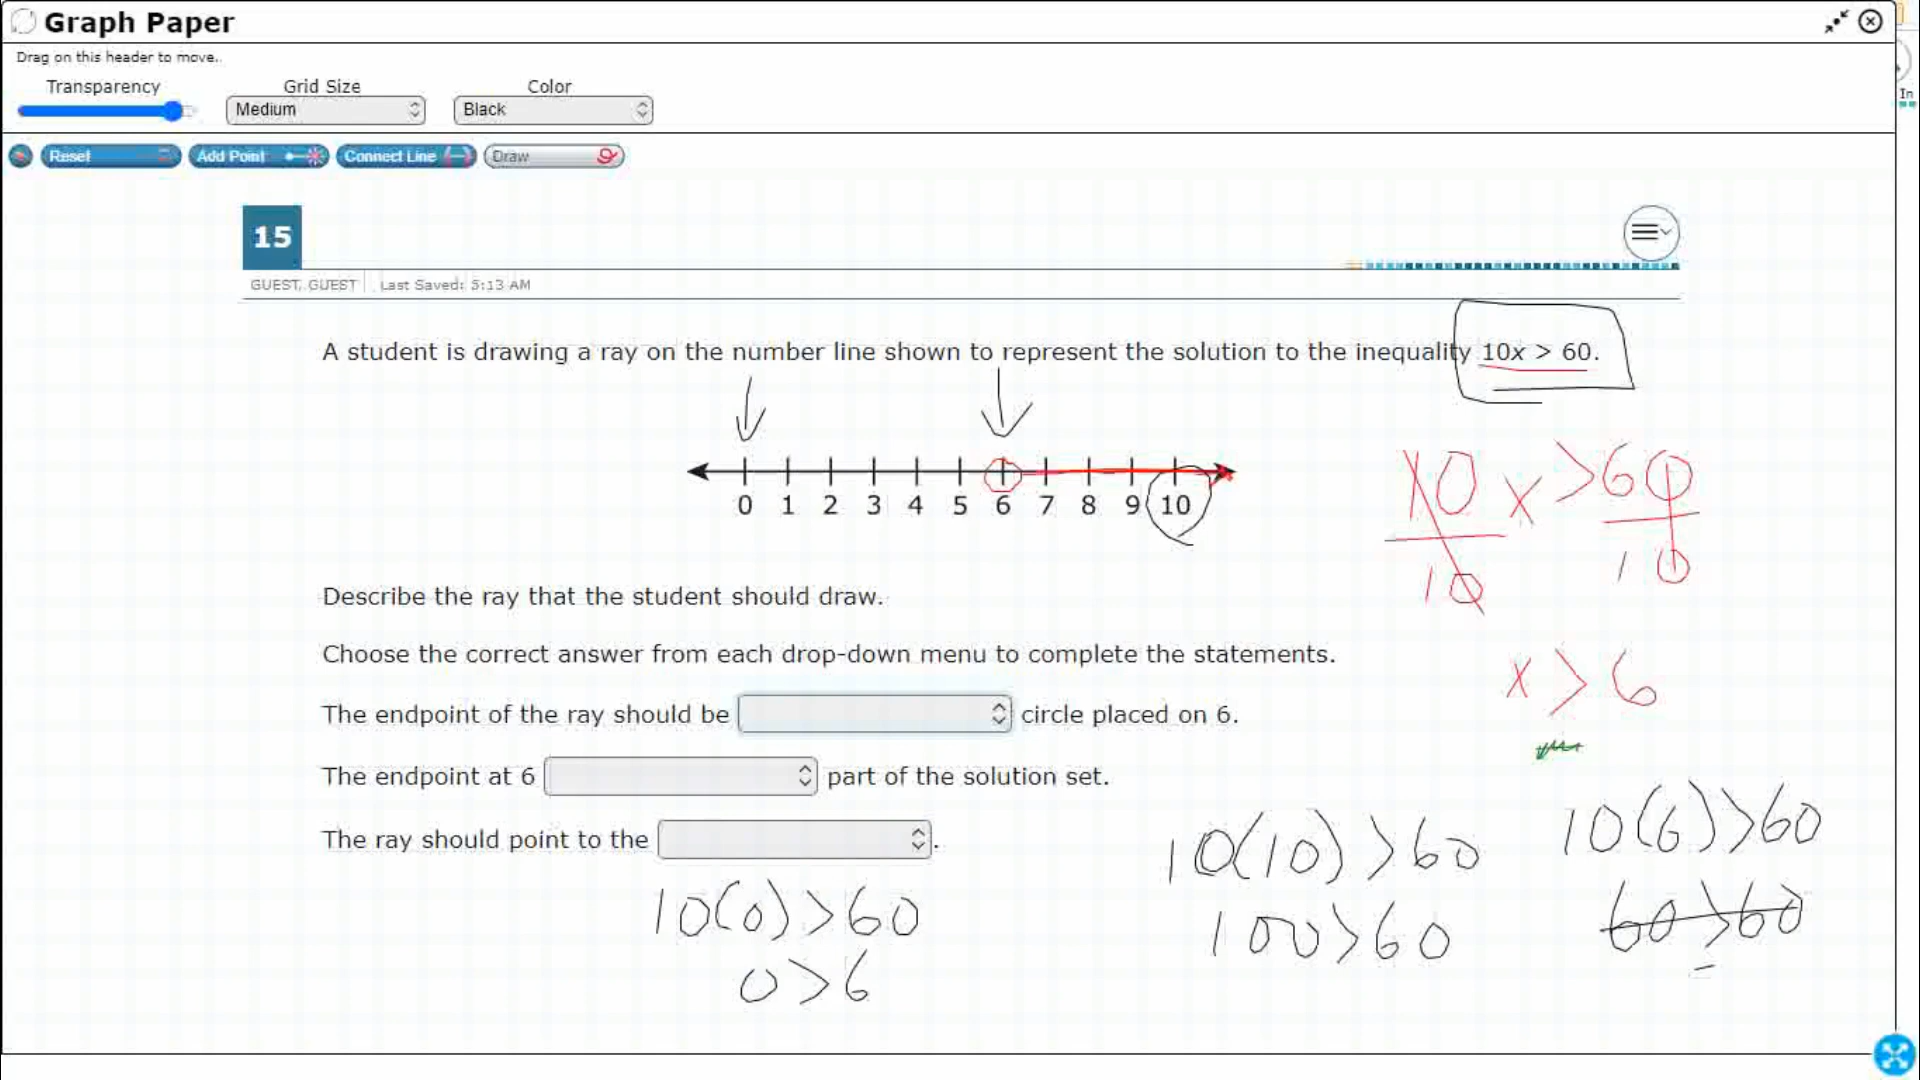 Graph Paper
Drag on this header to move..
Transparency Grid Size Color
Medium Black
Reset Add Point Connect Line Draw
In
15
GUEST, GUEST Last Saved: 5:13 AM
A student is drawing a ray on the number line shown to represent the solution to the inequality 10x > 60.
0 1 2 3 4 5 6 7 8 9 10
10x > 60
10 10
Describe the ray that the student should draw.
Choose the correct answer from each drop-down menu to complete the statements.
x > 6
The endpoint of the ray should be circle placed on 6.
The endpoint at 6 part of the solution set.
The ray should point to the .
10(0) > 60
0 > 6
10(10) > 60
100 > 60
10(6) > 60
60 > 60